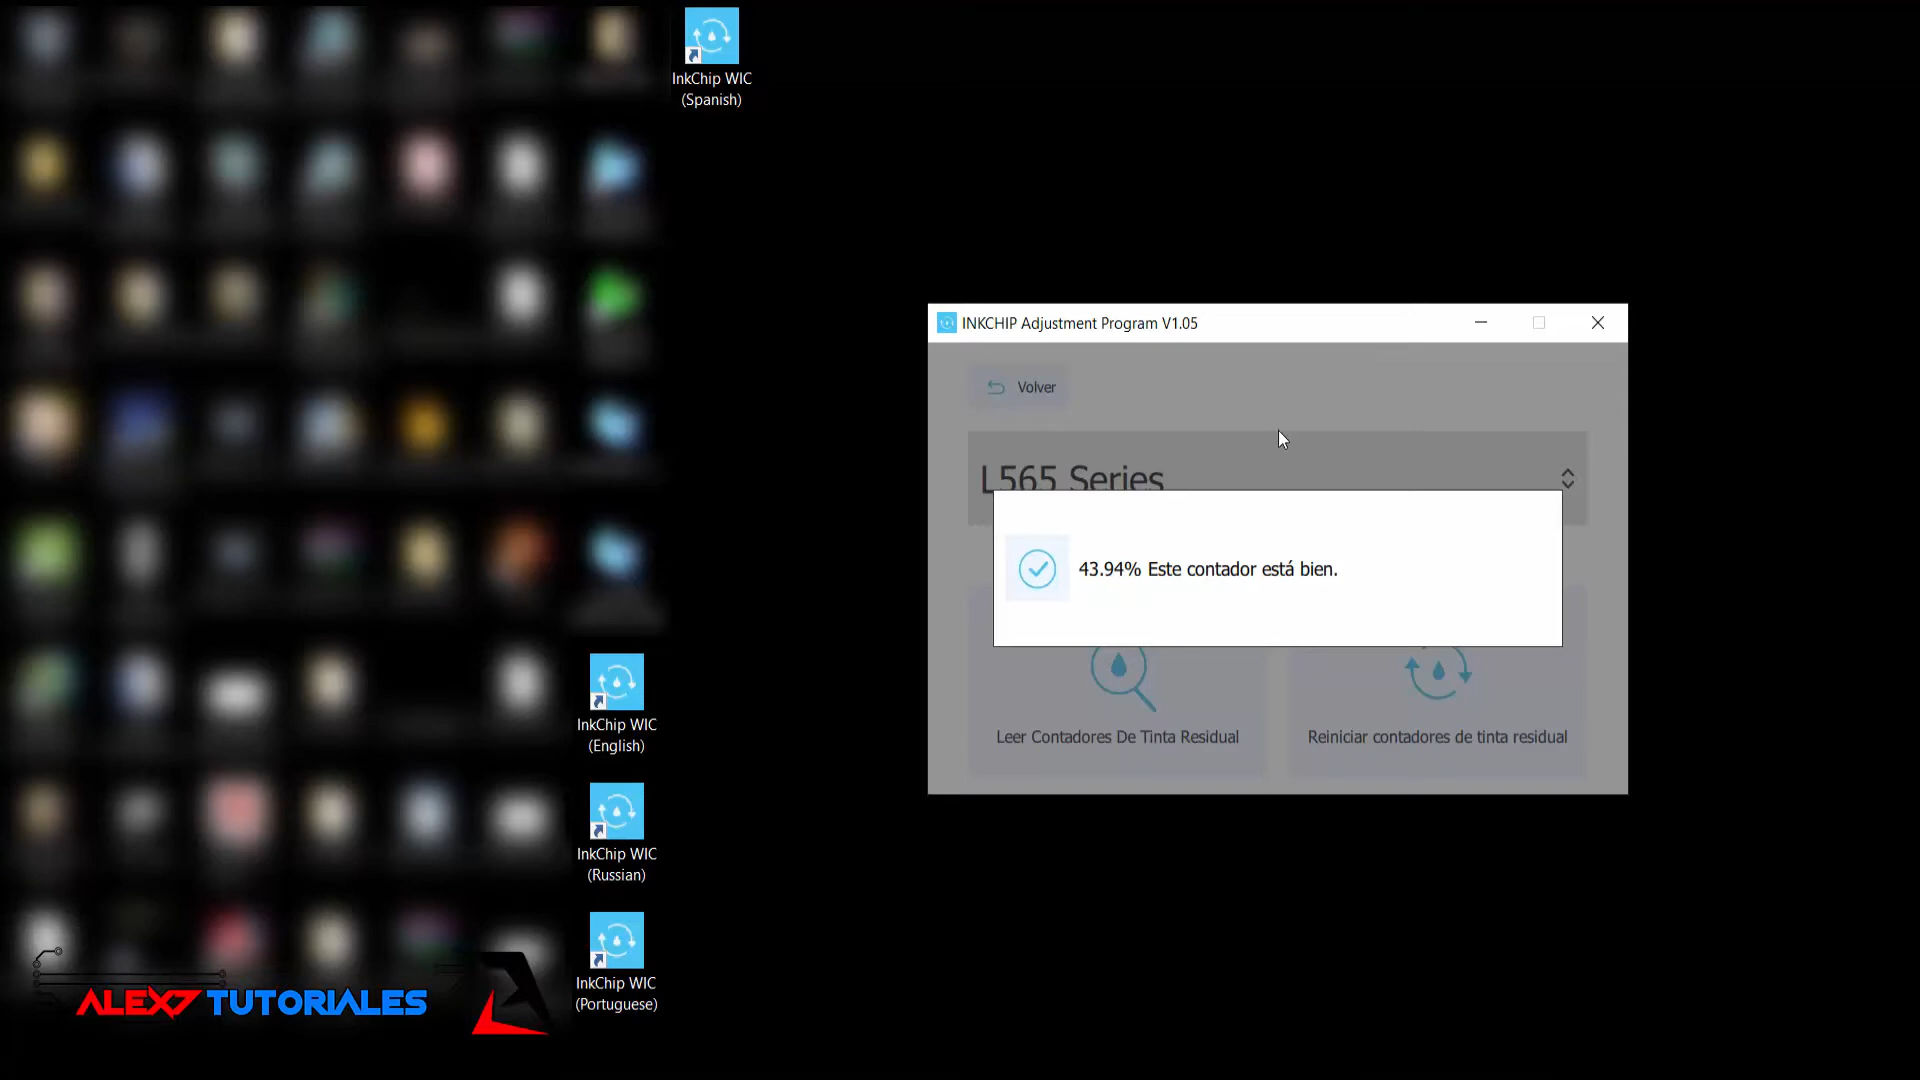 InkChip WIC
(Spanish)
INKCHIP Adjustment Program V1.05
Volver
L565 Series
43.94% Este contador está bien.
Leer Contadores De Tinta Residual
Reiniciar contadores de tinta residual
InkChip WIC
(English)
InkChip WIC
(Russian)
InkChip WIC
(Portuguese)
ALEX7 TUTORIALES